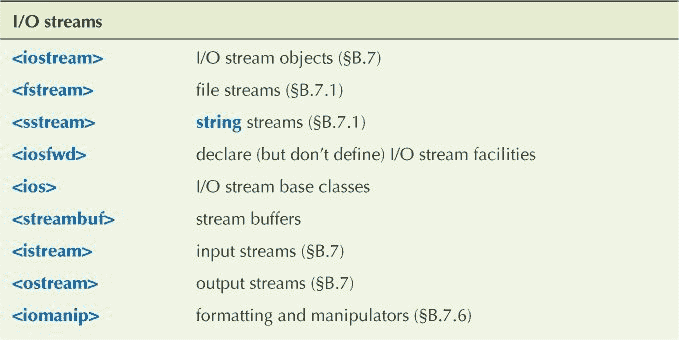 I/O streams
<iostream> I/O stream objects (§B.7)
<fstream> file streams (§B.7.1)
<sstream> string streams (§B.7.1)
<iosfwd> declare (but don't define) I/O stream facilities
<ios> I/O stream base classes
<streambuf> stream buffers
<istream> input streams (§B.7)
<ostream> output streams (§B.7)
<iomanip> formatting and manipulators (§B.7.6)